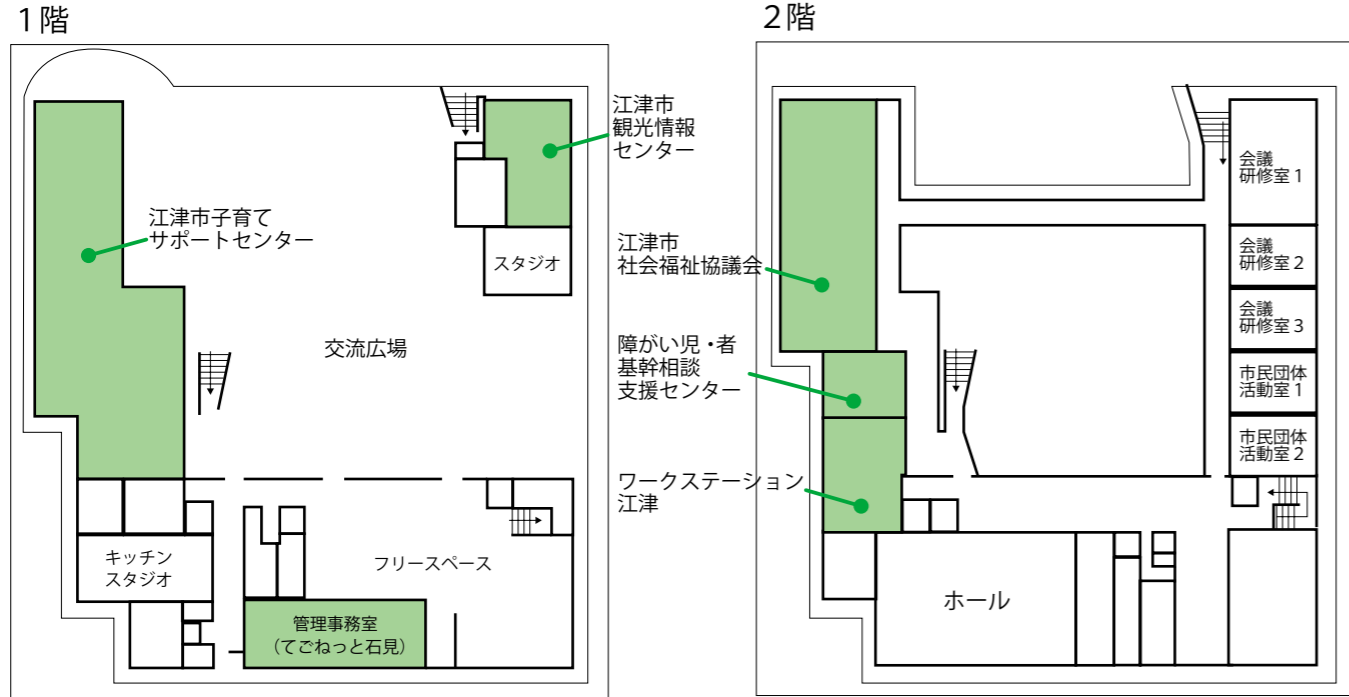 1階
江津市
観光情報
センター
江津市子育て
サポートセンター
スタジオ
交流広場
キッチン
スタジオ
フリースペース
管理事務室
（てごねっと石見）
2階
会議
研修室1
江津市
社会福祉協議会
会議
研修室2
会議
研修室3
障がい児・者
基幹相談
支援センター
市民団体
活動室1
市民団体
活動室2
ワークステーション
江津
ホール